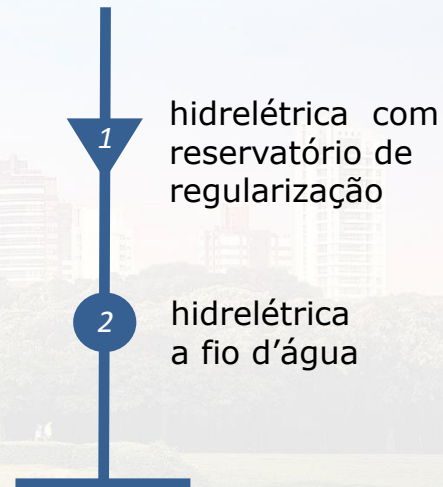 1
hidrelétrica com
reservatório de
regularização
2
hidrelétrica
a fio d’água